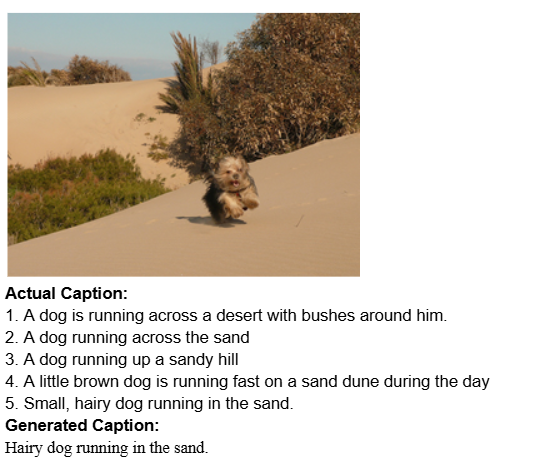 Actual Caption:
1. A dog is running across a desert with bushes around him.
2. A dog running across the sand
3. A dog running up a sandy hill
4. A little brown dog is running fast on a sand dune during the day
5. Small, hairy dog running in the sand.
Generated Caption:
Hairy dog running in the sand.